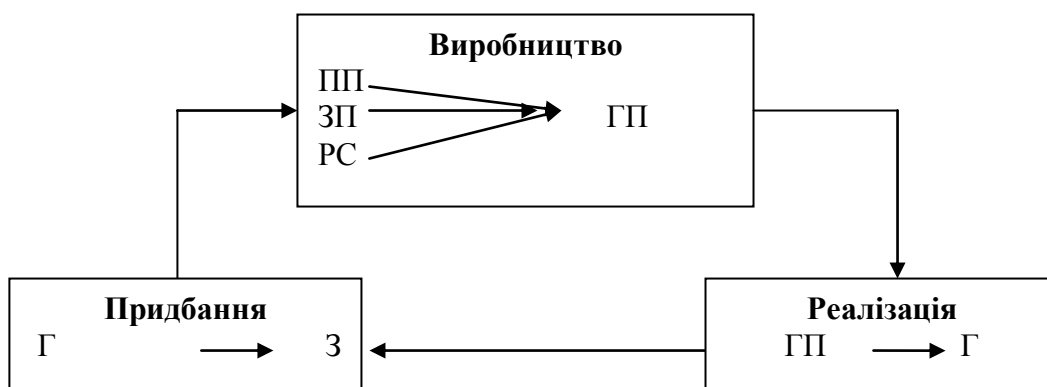 Виробництво
ПП
ЗП ГП
РС
Придбання
Г З
Реалізація
ГП Г